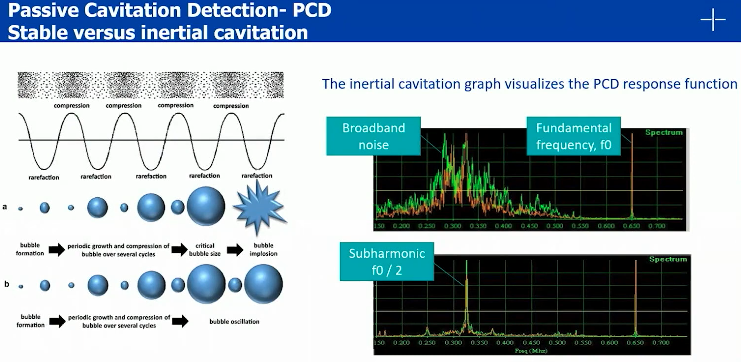 Passive Cavitation Detection- PCD
Stable versus inertial cavitation
The inertial cavitation graph visualizes the PCD response function
compression compression compression compression
rarefaction rarefaction rarefaction rarefaction rarefaction
a
bubble formation
periodic growth and compression of bubble over several cycles
critical bubble size
bubble implosion
b
bubble formation
periodic growth and compression of bubble over several cycles
bubble oscillation
Broadband
noise
Fundamental
frequency, f0
Spectrum
0.200 0.250 0.300 0.350 0.400 0.450 0.500 0.550 0.600 0.650 0.700
Subharmonic
f0 / 2
Spectrum
0.200 0.250 0.300 0.350 0.400 0.450 0.500 0.550 0.600 0.650 0.700
Freq (Mhz)